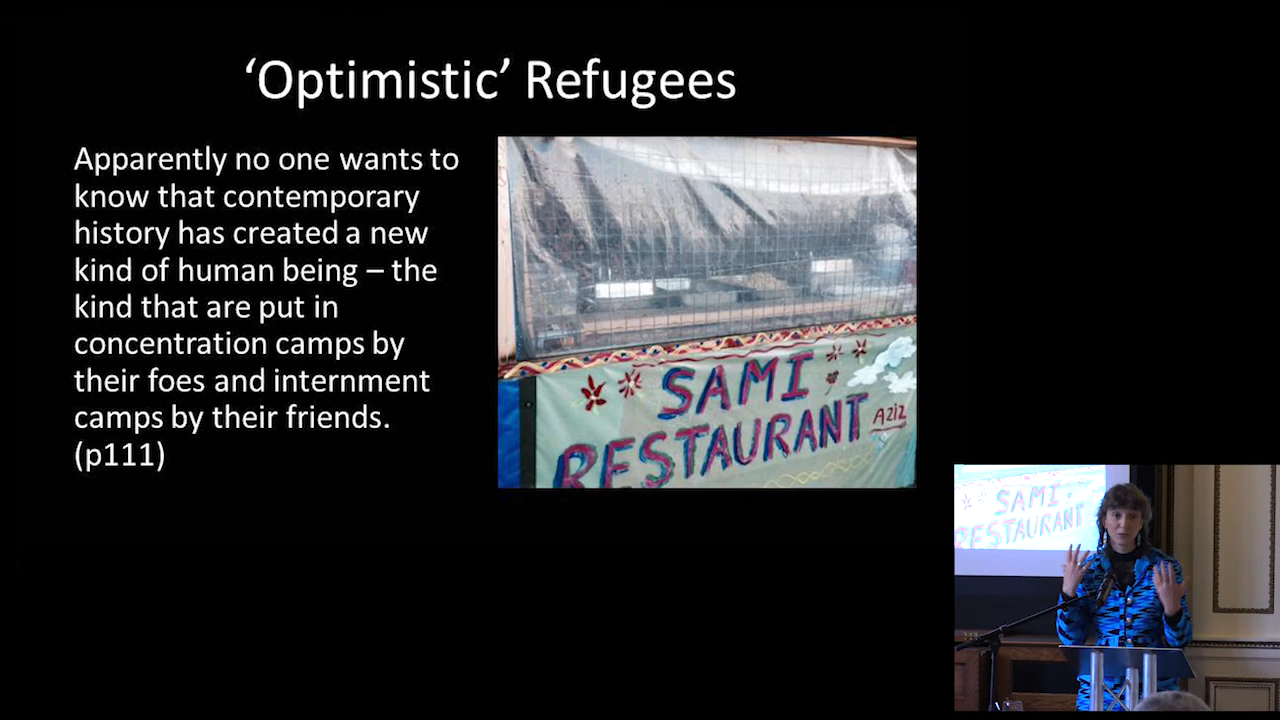 ‘Optimistic’ Refugees
Apparently no one wants to
know that contemporary
history has created a new
kind of human being – the
kind that are put in
concentration camps by
their foes and internment
camps by their friends.
(p111)
SAMI
RESTAURANT
AZIZ
SAMI
RESTAURANT